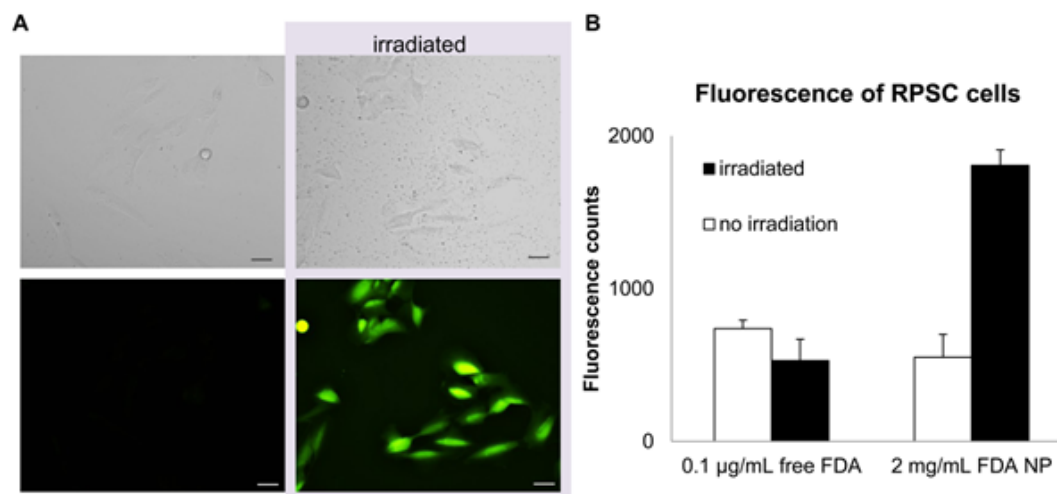 A
irradiated
B
Fluorescence of RPSC cells
Fluorescence counts
2000
1000
0
irradiated
no irradiation
0.1 µg/mL free FDA
2 mg/mL FDA NP